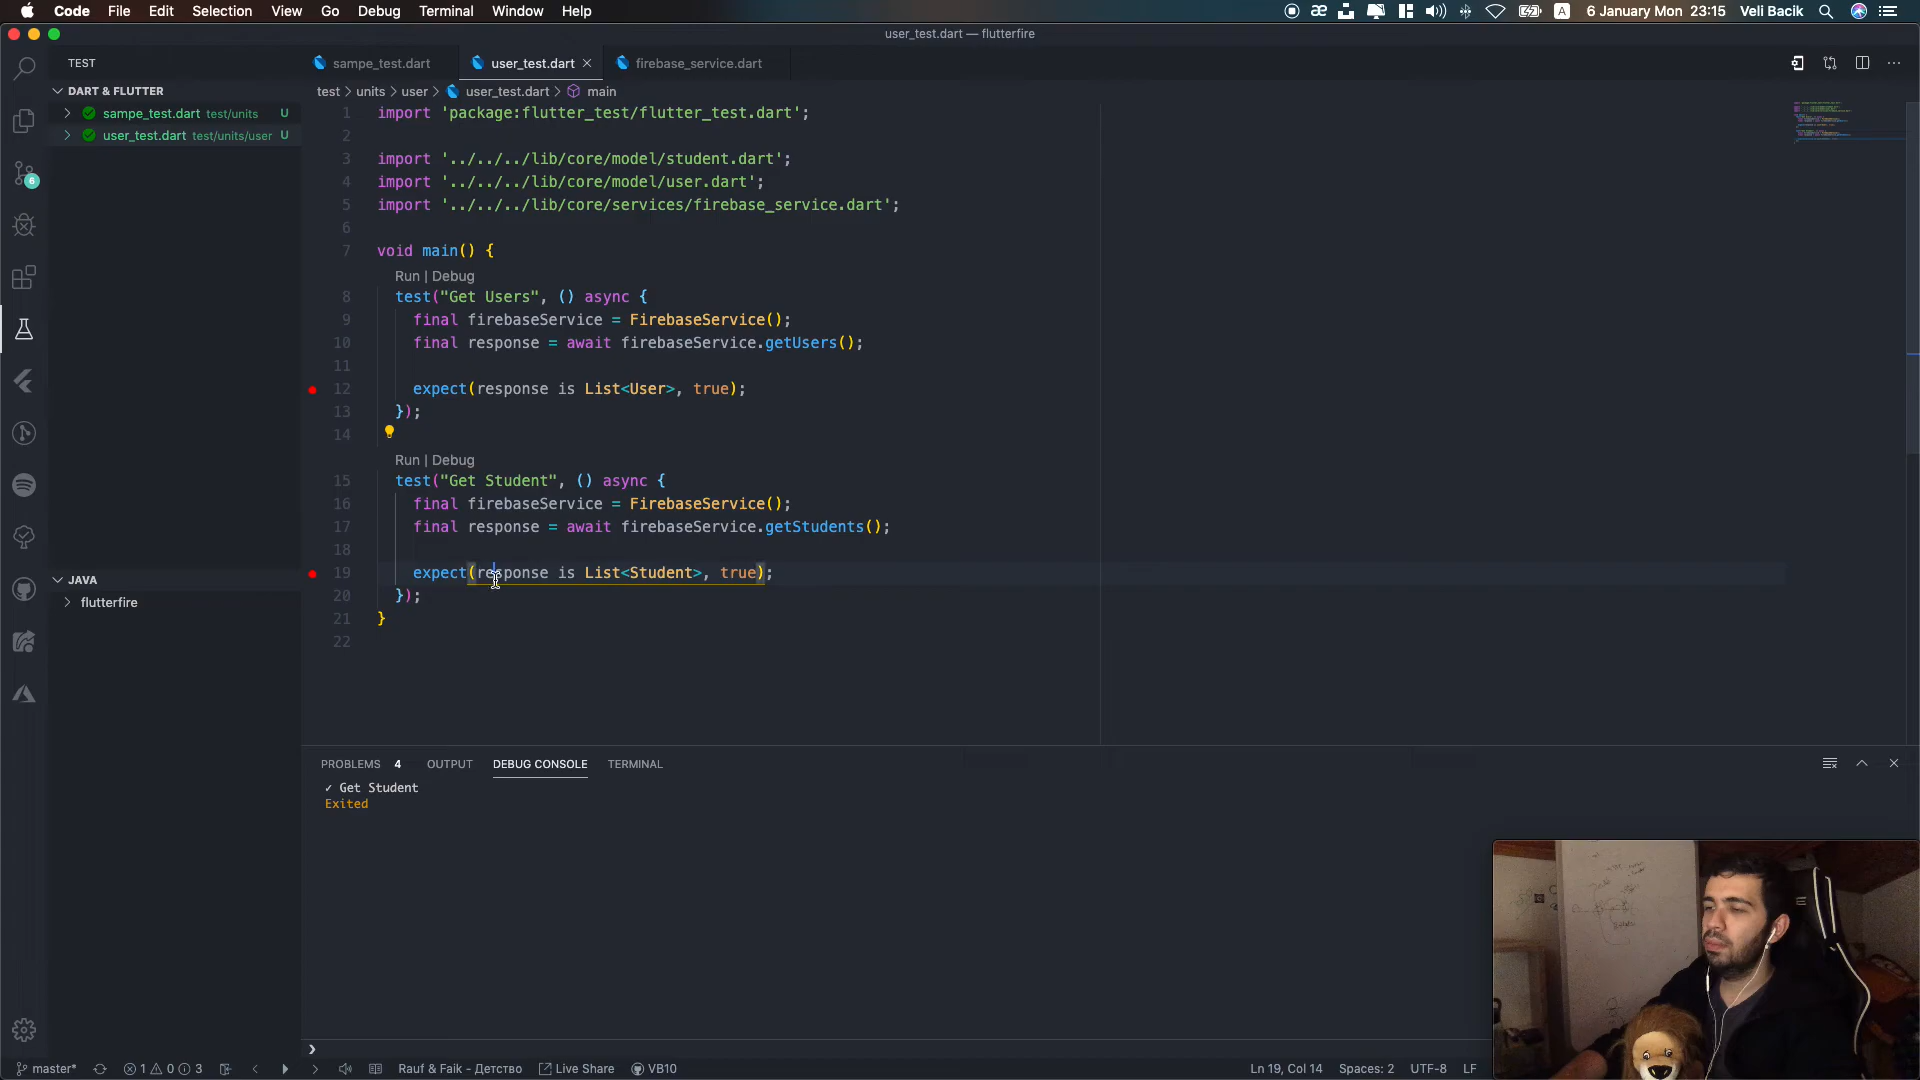 Code File Edit Selection View Go Debug Terminal Window Help
æ A 6 January Mon 23:15 Veli Bacik
user_test.dart — flutterfire
TEST
sampe_test.dart user_test.dart firebase_service.dart
DART & FLUTTER
sampe_test.dart test/units U
user_test.dart test/units/user U
6
test > units > user > user_test.dart > main
1 import 'package:flutter_test/flutter_test.dart';
2
3 import '../../../lib/core/model/student.dart';
4 import '../../../lib/core/model/user.dart';
5 import '../../../lib/core/services/firebase_service.dart';
6
7 void main() {
Run | Debug
8 test("Get Users", () async {
9 final firebaseService = FirebaseService();
10 final response = await firebaseService.getUsers();
11
12 expect(response is List<User>, true);
13 });
14
Run | Debug
15 test("Get Student", () async {
16 final firebaseService = FirebaseService();
17 final response = await firebaseService.getStudents();
18
19 expect(response is List<Student>, true);
20 });
21 }
22
JAVA
flutterfire
PROBLEMS 4 OUTPUT DEBUG CONSOLE TERMINAL
✓ Get Student
Exited
master* 1 0 3 Rauf & Faik - Детство Live Share VB10 Ln 19, Col 14 Spaces: 2 UTF-8 LF